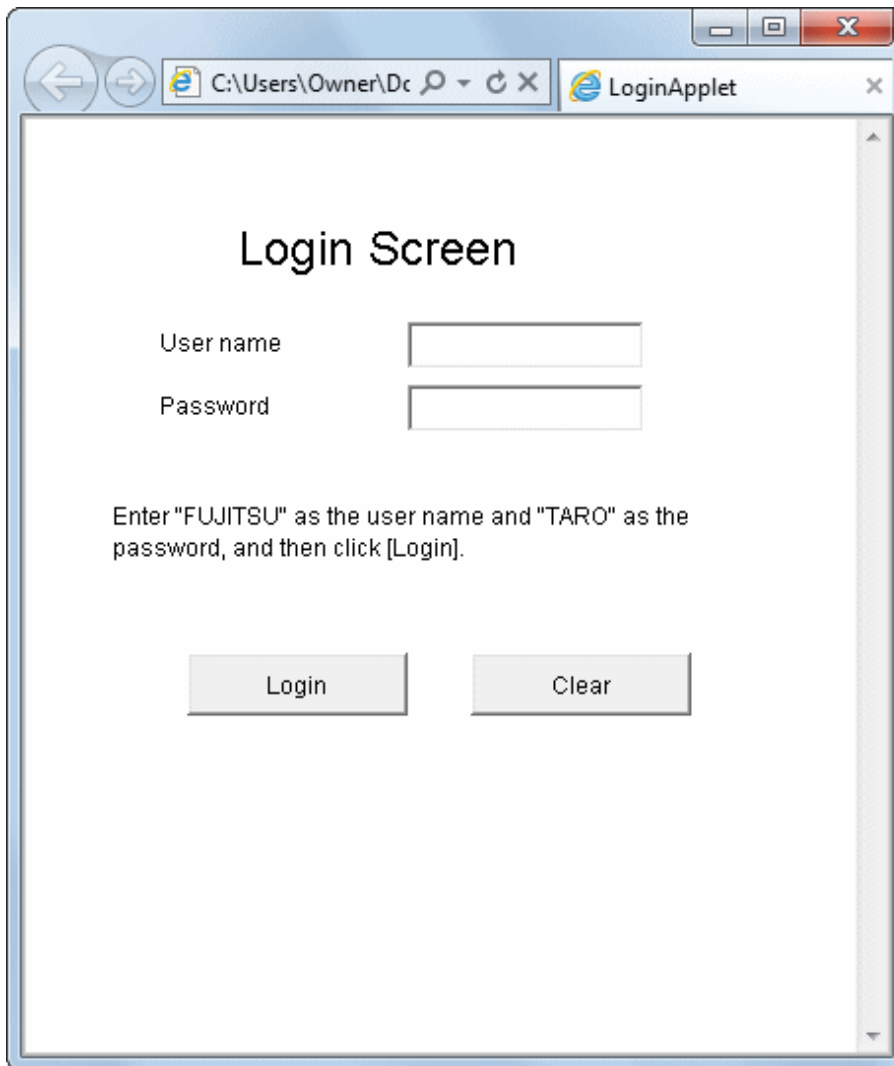 C:\Users\Owner\Dc
LoginApplet
Login Screen
User name
Password
Enter "FUJITSU" as the user name and "TARO" as the
password, and then click [Login].
Login Clear